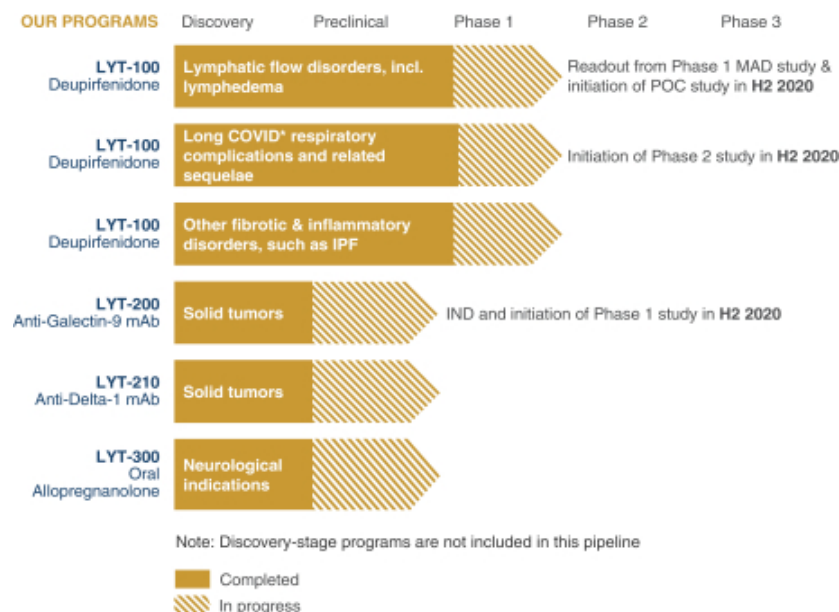 OUR PROGRAMS Discovery Preclinical Phase 1 Phase 2 Phase 3
LYT-100
Deupirfenidone
Lymphatic flow disorders, incl.
lymphedema
Readout from Phase 1 MAD study &
initiation of POC study in H2 2020
LYT-100
Deupirfenidone
Long COVID* respiratory
complications and related
sequelae
Initiation of Phase 2 study in H2 2020
LYT-100
Deupirfenidone
Other fibrotic & inflammatory
disorders, such as IPF
LYT-200
Anti-Galectin-9 mAb
Solid tumors
IND and initiation of Phase 1 study in H2 2020
LYT-210
Anti-Delta-1 mAb
Solid tumors
LYT-300
Oral
Allopregnanolone
Neurological
indications
Note: Discovery-stage programs are not included in this pipeline
Completed
In progress